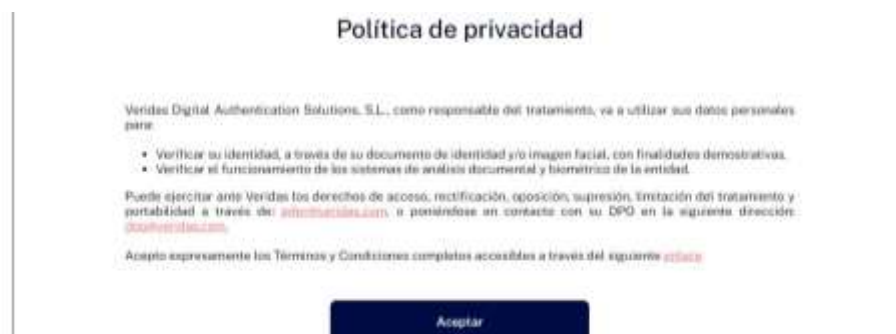 Política de privacidad
Veridas Digital Authentication Solutions, S.L., como responsable del tratamiento, va a utilizar sus datos personales
para:
• Verificar su identidad, a través de su documento de identidad y/o imagen facial, con finalidades demostrativas.
• Verificar el funcionamiento de los sistemas de análisis documental y biométrico de la entidad.
Puede ejercitar ante Veridas los derechos de acceso, rectificación, oposición, supresión, limitación del tratamiento y
portabilidad a través de: o poniéndose en contacto con su DPO en la siguiente dirección:
dpo@veridas.com.
Acepto expresamente los Términos y Condiciones completos accesibles a través del siguiente enlace
Aceptar